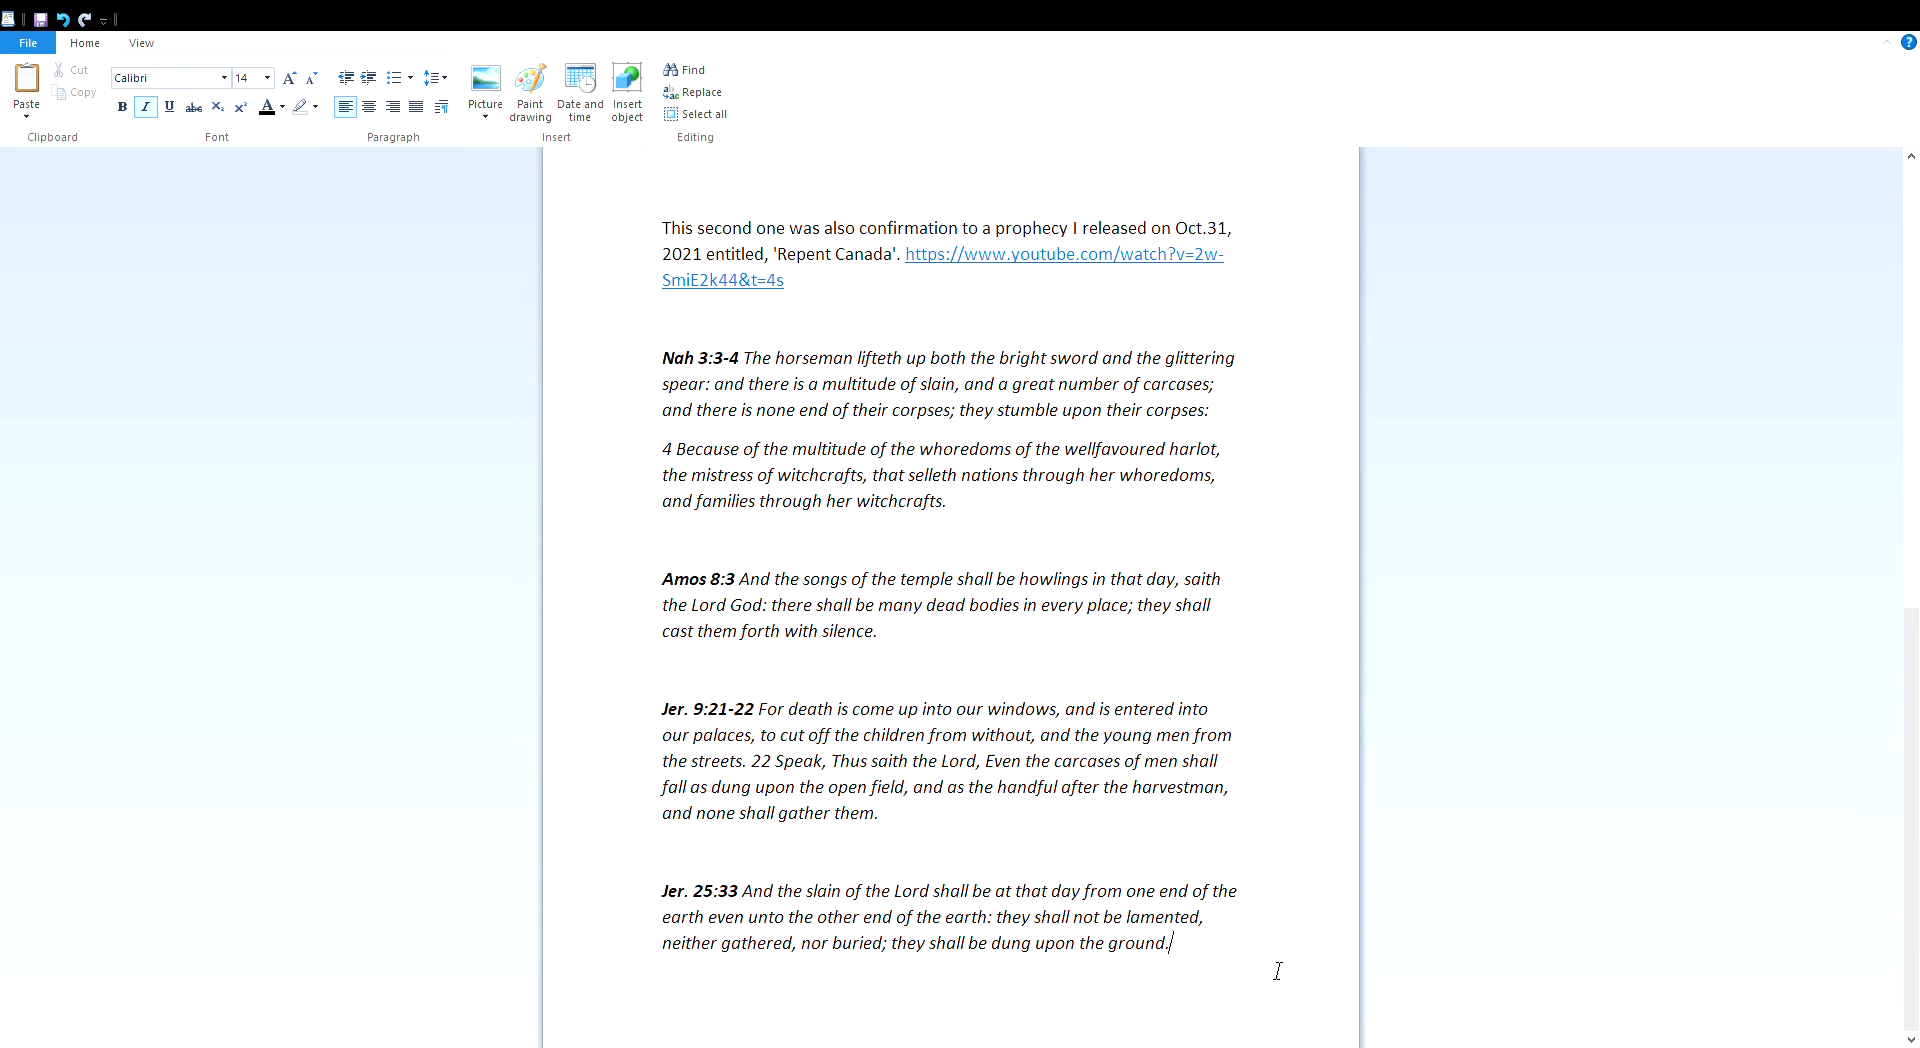 File Home View
Cut
Copy
Paste
Clipboard
Calibri 14
B I U abc X₂ X² A
Font
Paragraph
Picture
Paint drawing
Date and time
Insert object
Insert
Find
Replace
Select all
Editing
This second one was also confirmation to a prophecy I released on Oct.31,
2021 entitled, 'Repent Canada'. https://www.youtube.com/watch?v=2w-
SmiE2k44&t=4s
Nah 3:3-4 The horseman lifteth up both the bright sword and the glittering
spear: and there is a multitude of slain, and a great number of carcases;
and there is none end of their corpses; they stumble upon their corpses:
4 Because of the multitude of the whoredoms of the wellfavoured harlot,
the mistress of witchcrafts, that selleth nations through her whoredoms,
and families through her witchcrafts.
Amos 8:3 And the songs of the temple shall be howlings in that day, saith
the Lord God: there shall be many dead bodies in every place; they shall
cast them forth with silence.
Jer. 9:21-22 For death is come up into our windows, and is entered into
our palaces, to cut off the children from without, and the young men from
the streets. 22 Speak, Thus saith the Lord, Even the carcases of men shall
fall as dung upon the open field, and as the handful after the harvestman,
and none shall gather them.
Jer. 25:33 And the slain of the Lord shall be at that day from one end of the
earth even unto the other end of the earth: they shall not be lamented,
neither gathered, nor buried; they shall be dung upon the ground.